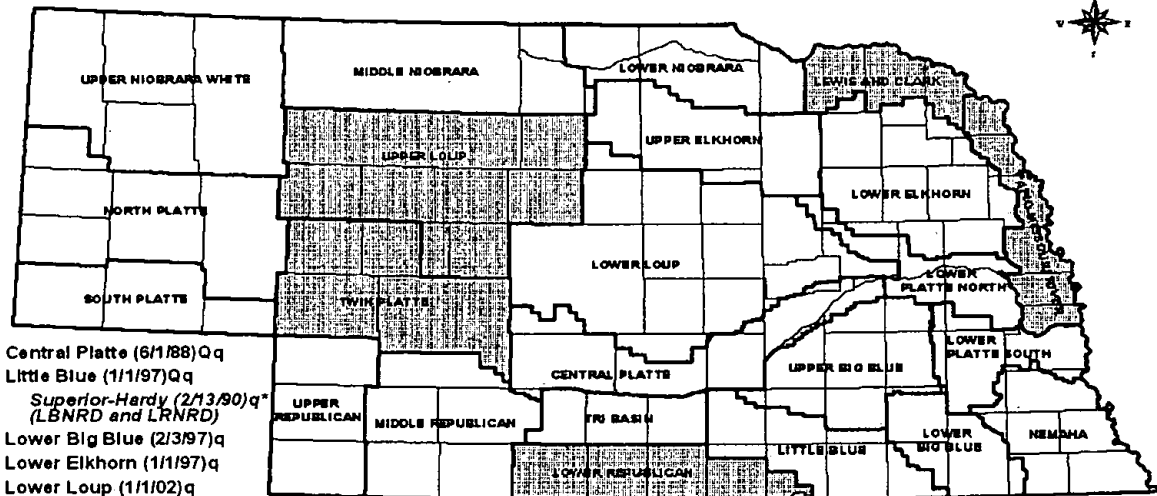 UPPER NIOBRARA WHITE
MIDDLE NIOBRARA
LOWER NIOBRARA
LEWIS AND CLARK
UPPER LOUP
UPPER ELKHORN
LOWER ELKHORN
NORTH PLATTE
LOWER LOUP
LOWER
PLATTE NORTH
SOUTH PLATTE
TWIN PLATTE
CENTRAL PLATTE
UPPER BIG BLUE
LOWER
PLATTE SOUTH
UPPER
REPUBLICAN
MIDDLE REPUBLICAN
TRI BASIN
LITTLE BLUE
LOWER
BIG BLUE
NEMAHA
LOWER REPUBLICAN
Central Platte (6/1/88)Qq
Little Blue (1/1/97)Qq
Superior-Hardy (2/13/90)q*
(LBNRD and LRNRD)
Lower Big Blue (2/3/97)q
Lower Elkhorn (1/1/97)q
Lower Loup (1/1/02)q